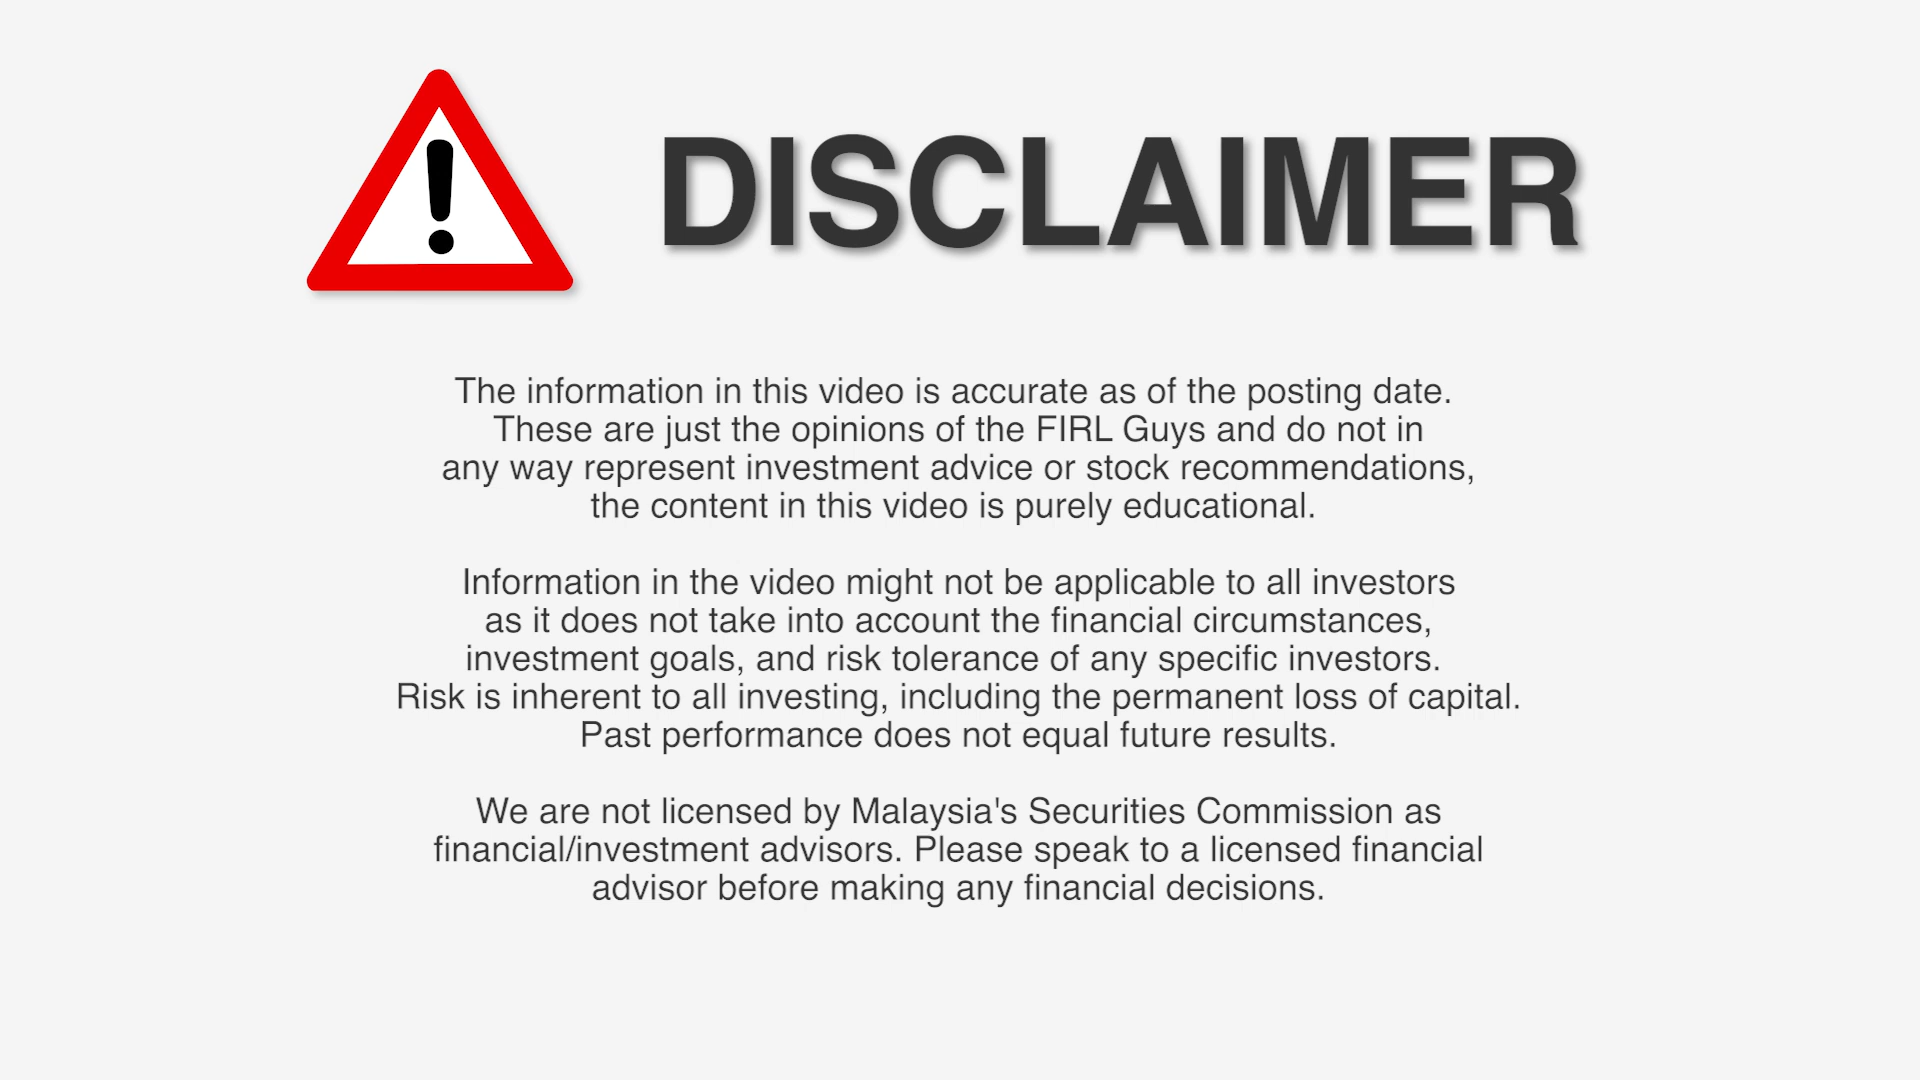 DISCLAIMER
The information in this video is accurate as of the posting date.
These are just the opinions of the FIRL Guys and do not in
any way represent investment advice or stock recommendations,
the content in this video is purely educational.
Information in the video might not be applicable to all investors
as it does not take into account the financial circumstances,
investment goals, and risk tolerance of any specific investors.
Risk is inherent to all investing, including the permanent loss of capital.
Past performance does not equal future results.
We are not licensed by Malaysia's Securities Commission as
financial/investment advisors. Please speak to a licensed financial
advisor before making any financial decisions.